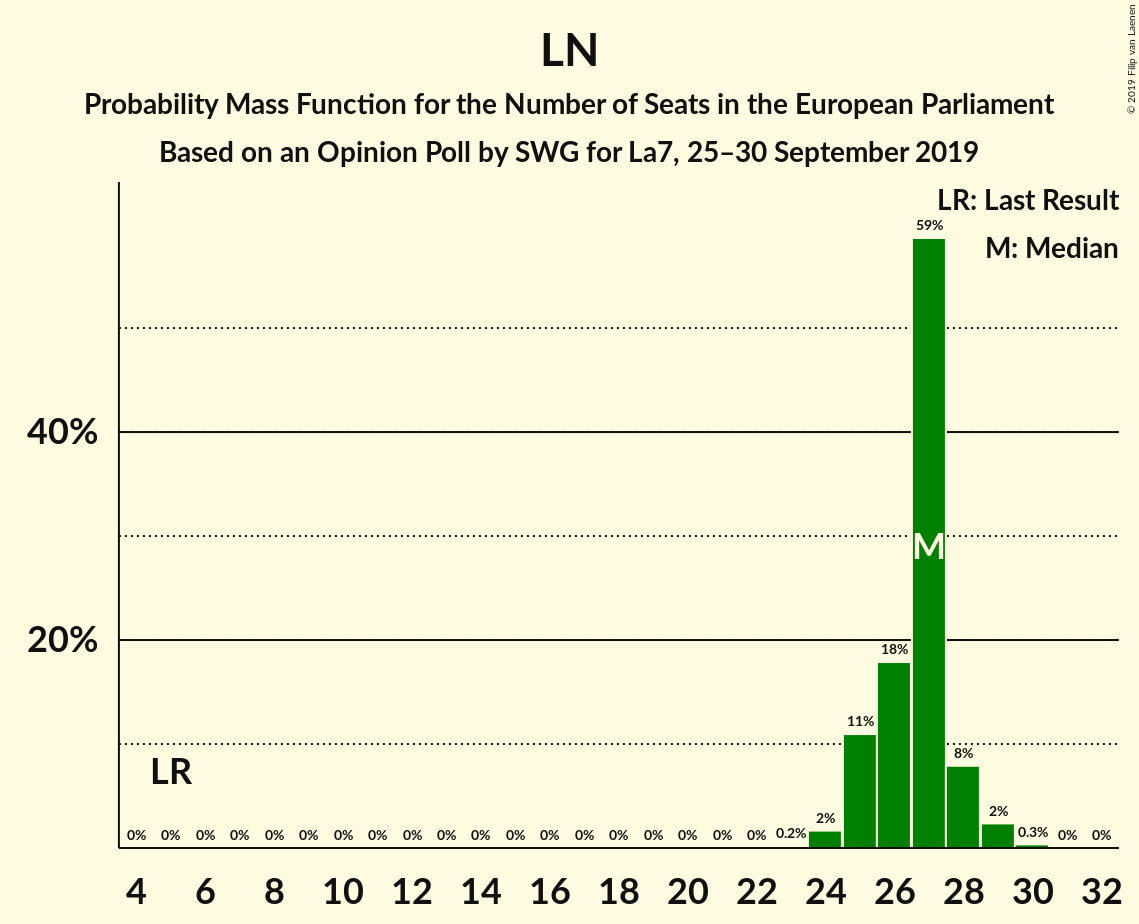 LN
Probability Mass Function for the Number of Seats in the European Parliament
Based on an Opinion Poll by SWG for La7, 25–30 September 2019
© 2019 Filip van Laenen
LR: Last Result
M: Median
59%
40%
M
20%
18%
11%
8%
LR
2%
2%
0% 0% 0% 0% 0% 0% 0% 0% 0% 0% 0% 0% 0% 0% 0% 0% 0% 0% 0% 0.2% 0.3% 0% 0%
4 6 8 10 12 14 16 18 20 22 24 26 28 30 32